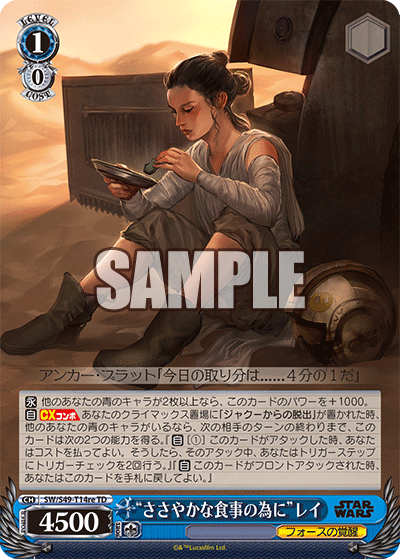 LEVEL
1
0
COST
SAMPLE
アンカー・プラット「今日の取り分は……４分の１だ」
永 他のあなたの青のキャラが2枚以上なら、このカードのパワーを＋1000。
自 CXコンボ あなたのクライマックス置場に「ジャクーからの脱出」が置かれた時、
他のあなたの青のキャラがいるなら、次の相手のターンの終わりまで、この
カードは次の2つの能力を得る。『自［①］このカードがアタックした時、あな
たはコストを払ってよい。そうしたら、そのアタック中、あなたはトリガーステップ
にトリガーチェックを2回行う。』『自 このカードがフロントアタックされた時、
あなたはこのカードを手札に戻してよい。』
CH SW/S49-T14re TD
4500
“ささやかな食事の為に”レイ
STAR WARS
フォースの覚醒
©&™Lucasfilm Ltd.